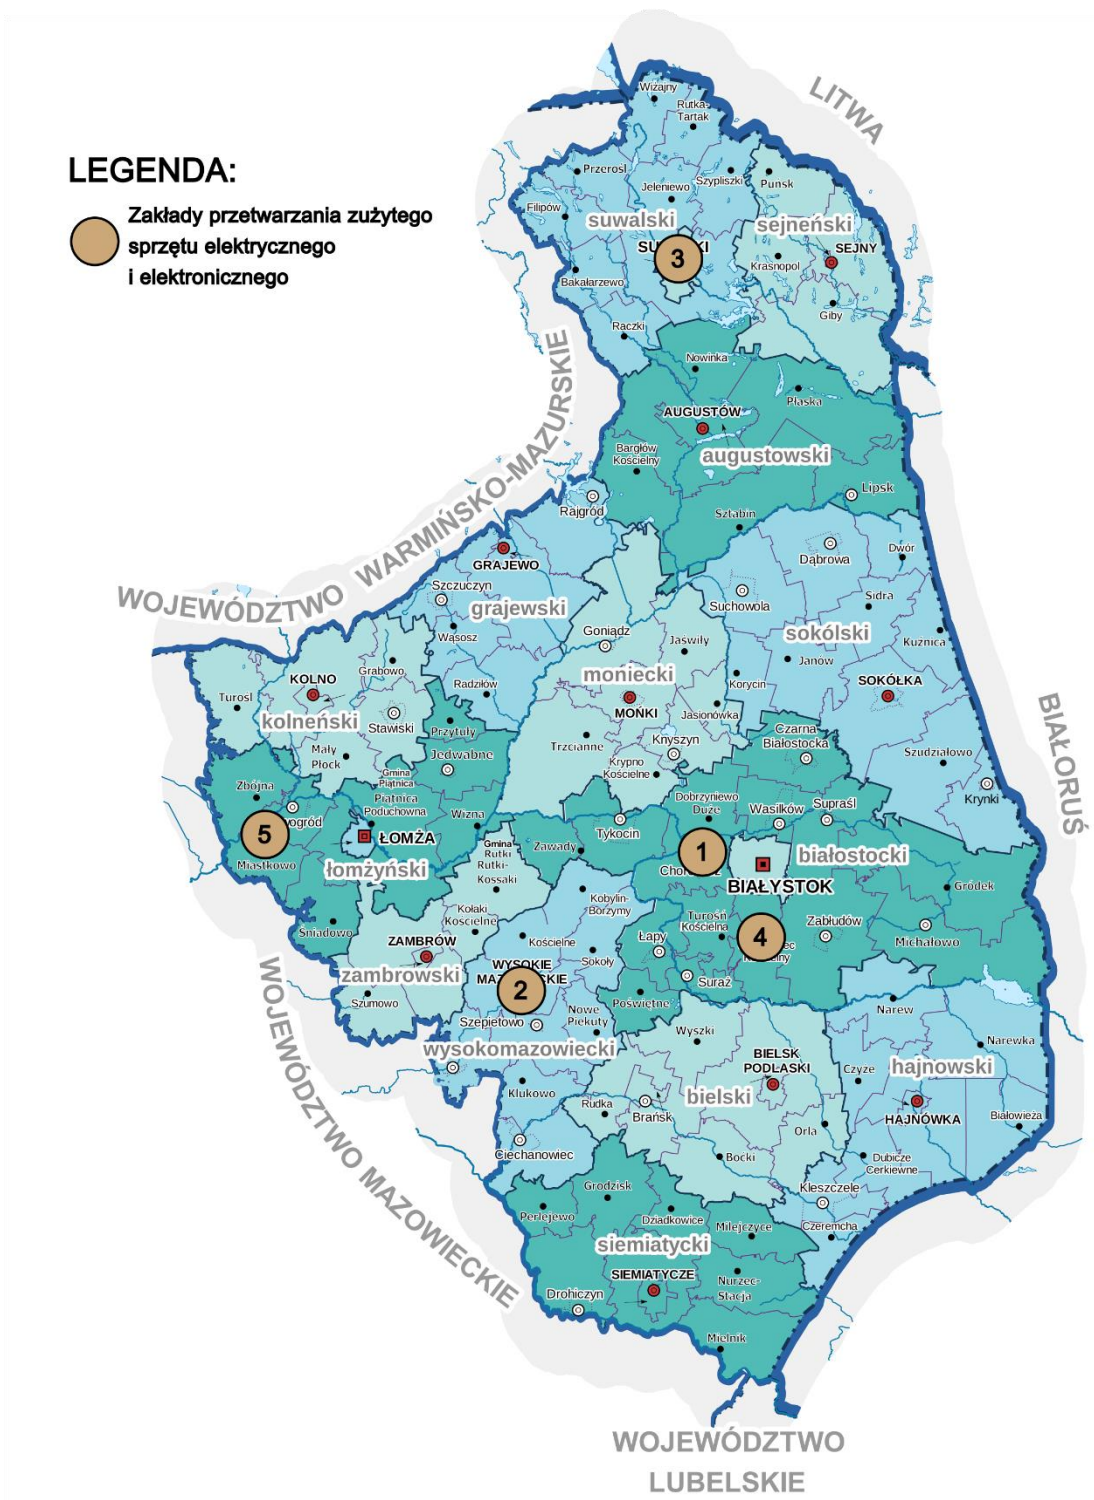 LITWA
LEGENDA:
Zakłady przetwarzania zużytego
sprzętu elektrycznego
i elektronicznego
Wiżajny
Rutka-
Tartak
Przerosl
Jeleniewo
Szypliszki
Punsk
Filipów
suwalski
sejneński
SEJNY
3
Krasnopol
Bakałarzewo
Giby
Raczki
Nowinka
Płaska
AUGUSTÓW
Bargłów
Kościelny
augustowski
Lipsk
Rajgród
Sztabin
WOJEWÓDZTWO WARMIŃSKO-MAZURSKIE
GRAJEWO
Dąbrowa
Dwór
Szczuczyn
grajewski
Suchowola
Sidra
Wąsosz
Goniądz
Jaświły
sokólski
Kuźnica
Janów
KOLNO
Grabowo
Radziłów
moniecki
Korycin
SOKÓŁKA
Turosl
kolneński
Stawiski
MOŃKI
Jasionówka
Przytuły
Trzcianne
Knyszyn
Czarna
Białostocka
Szudziałowo
Mały
Płock
Jedwabne
Krypno
Kościelne
BIAŁORUŚ
Zbójna
Gmina
Piątnica
Piątnica
Poduchowna
Dobrzyniewo
Duże
Wasilków
Supraśl
Krynki
Wizna
Tykocin
5
ŁOMŻA
Miastkowo
łomżyński
Gmina
Rutki
Rutki-
Kossaki
Zawady
1
białostocki
BIAŁYSTOK
Gródek
Kobylin-
Borzymy
Kołaki
Kościelne
Śniadowo
Turośń
Kościelna
Zabłudów
Michałowo
ZAMBRÓW
Kościelne
Łapy
4
zambrowski
Sokoły
WYSOKIE
2
Suraż
Szumowo
Poświętne
Szepietowo
Nowe
Piekuty
Narew
wysokomazowiecki
Wyszki
Narewka
BIELSK
PODLASKI
hajnowski
Klukowo
Czyże
bielski
Rudka
Brańsk
HAJNÓWKA
Białowieża
Orla
WOJEWÓDZTWO MAZOWIECKIE
Ciechanowiec
Bocki
Dubicze
Cerkiewne
Grodzisk
Kleszczele
Perlejewo
Dziadkowice
Milejczyce
Czeremcha
siemiatycki
SIEMIATYCZE
Nurzec-
Stacja
Drohiczyn
Mielnik
WOJEWÓDZTWO
LUBELSKIE